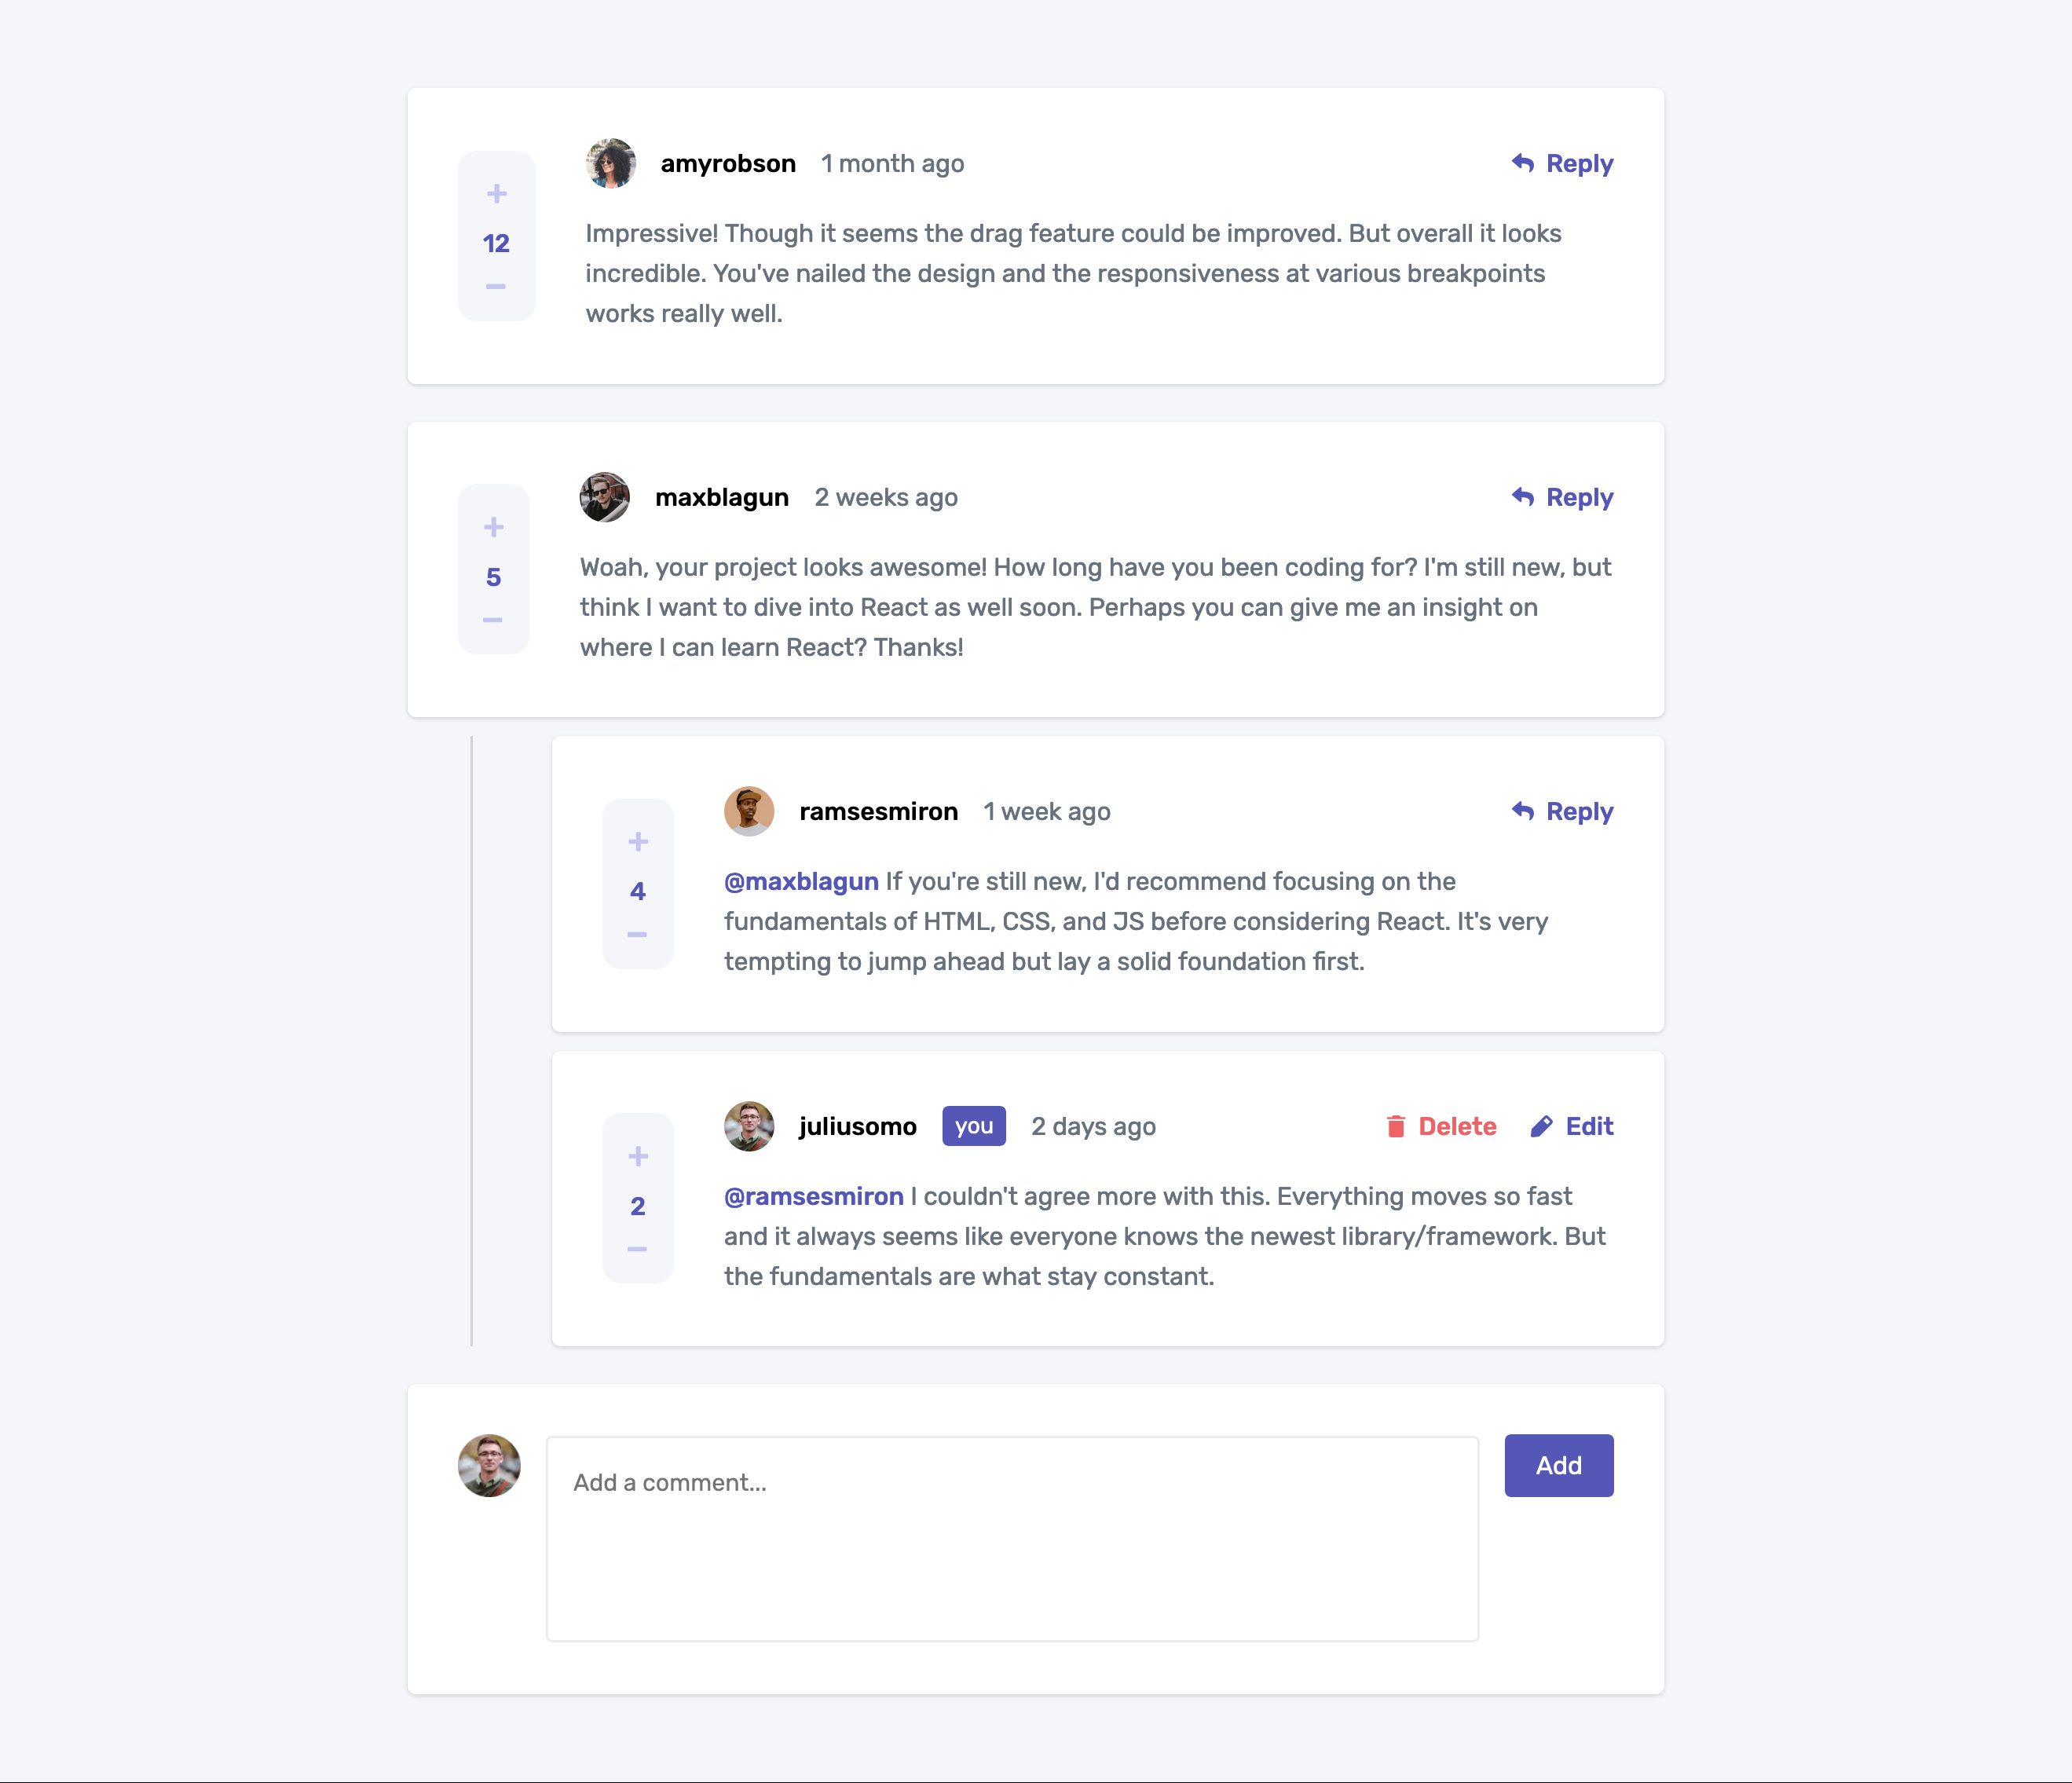 amyrobson 1 month ago Reply
+
12
−
Impressive! Though it seems the drag feature could be improved. But overall it looks
incredible. You've nailed the design and the responsiveness at various breakpoints
works really well.
maxblagun 2 weeks ago Reply
+
5
−
Woah, your project looks awesome! How long have you been coding for? I'm still new, but
think I want to dive into React as well soon. Perhaps you can give me an insight on
where I can learn React? Thanks!
ramsesmiron 1 week ago Reply
+
4
−
@maxblagun If you're still new, I'd recommend focusing on the
fundamentals of HTML, CSS, and JS before considering React. It's very
tempting to jump ahead but lay a solid foundation first.
juliusomo you 2 days ago Delete Edit
+
2
−
@ramsesmiron I couldn't agree more with this. Everything moves so fast
and it always seems like everyone knows the newest library/framework. But
the fundamentals are what stay constant.
Add a comment...
Add